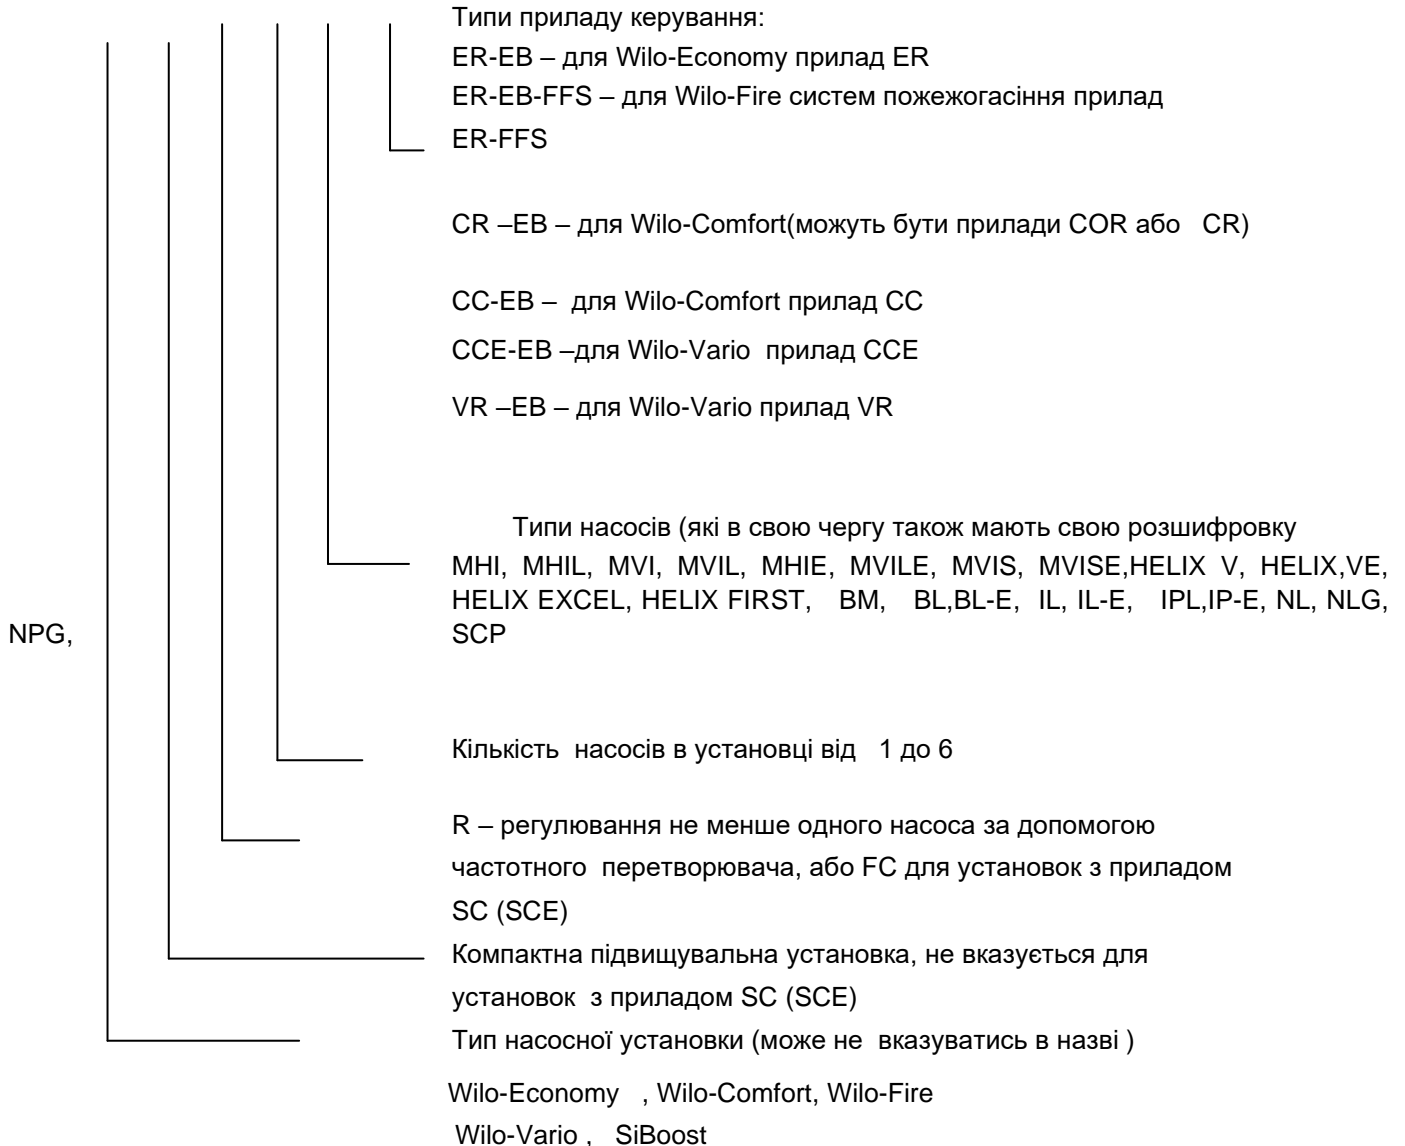 Типи приладу керування:
ER-EB – для Wilo-Economy прилад ER
ER-EB-FFS – для Wilo-Fire систем пожежогасіння прилад
ER-FFS
CR –EB – для Wilo-Comfort(можуть бути прилади COR або CR)
CC-EB – для Wilo-Comfort прилад CC
CCE-EB –для Wilo-Vario прилад CCE
VR –EB – для Wilo-Vario прилад VR
Типи насосів (які в свою чергу також мають свою розшифровку
MHI, MHIL, MVI, MVIL, MHIE, MVILE, MVIS, MVISE,HELIX V, HELIX,VE,
HELIX EXCEL, HELIX FIRST, BM, BL,BL-E, IL, IL-E, IPL,IP-E, NL, NLG,
NPG, SCP
Кількість насосів в установці від 1 до 6
R – регулювання не менше одного насоса за допомогою
частотного перетворювача, або FC для установок з приладом
SC (SCE)
Компактна підвищувальна установка, не вказується для
установок з приладом SC (SCE)
Тип насосної установки (може не вказуватись в назві )
Wilo-Economy , Wilo-Comfort, Wilo-Fire
Wilo-Vario , SiBoost